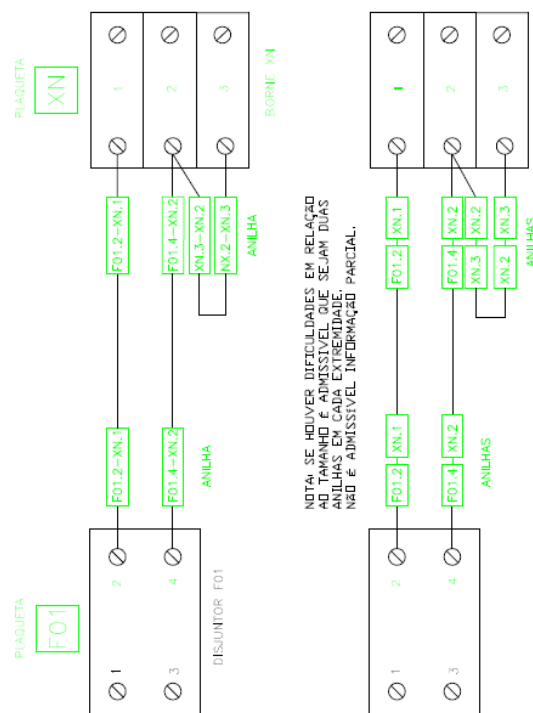 PLAQUETA
XN
1
2
3
BORNE XN
F01.2-XN.1
F01.4-XN.2
XN.3-XN.2
NX.2-XN.3
ANILHA
F01.2-XN.1
F01.4-XN.2
ANILHA
PLAQUETA
F01
2
4
1
3
DISJUNTOR F01
NOTA: SE HOUVER DIFICULDADES EM RELAÇÃO
AO TAMANHO É ADMISSÍVEL QUE SEJAM DUAS
ANILHAS EM CADA EXTREMIDADE.
NÃO É ADMISSÍVEL INFORMAÇÃO PARCIAL.
1
2
3
F01.2 XN.1
F01.4 XN.2
XN.3 XN.2
XN.2 XN.3
ANILHAS
F01.2 XN.1
F01.4 XN.2
ANILHAS
2
4
1
3